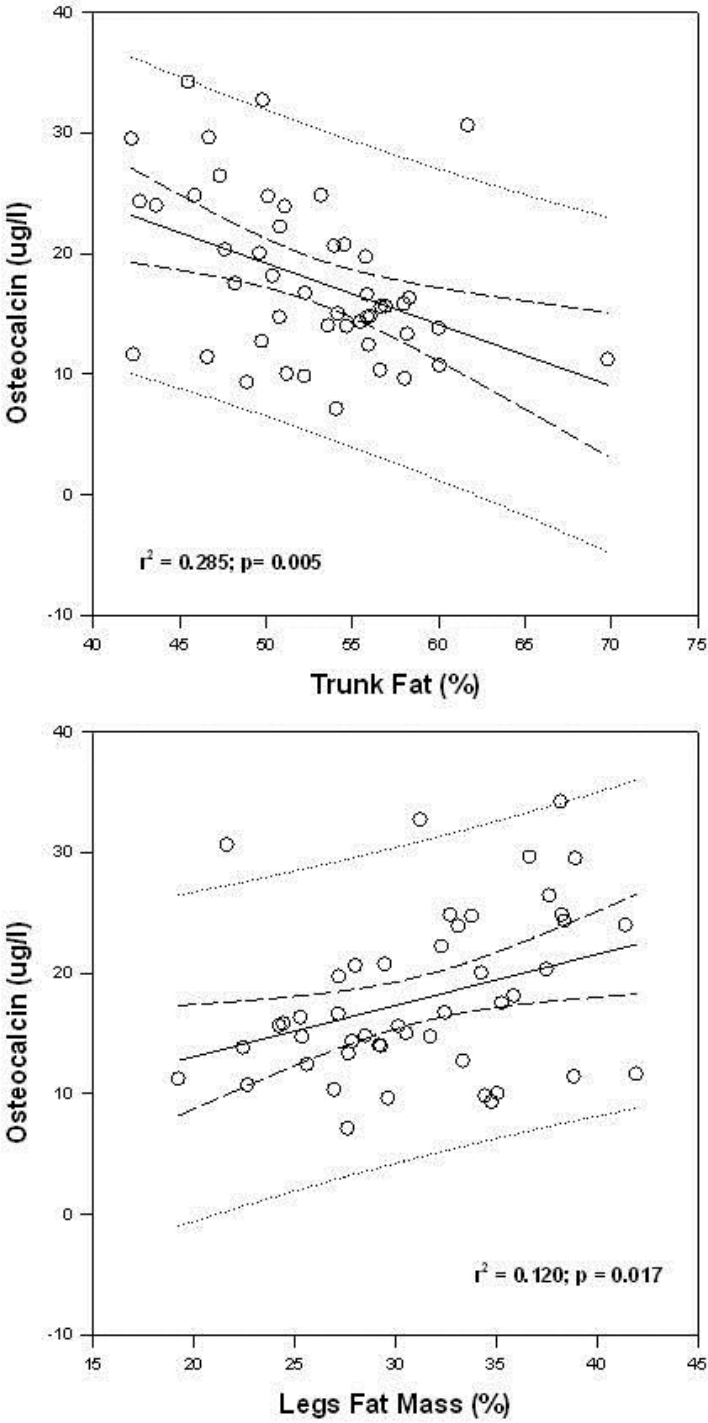 40
30
20
10
0
-10
Osteocalcin (ug/l)
r² = 0.285; p= 0.005
40 45 50 55 60 65 70 75
Trunk Fat (%)
40
30
20
10
0
-10
Osteocalcin (ug/l)
r² = 0.120; p = 0.017
15 20 25 30 35 40 45
Legs Fat Mass (%)